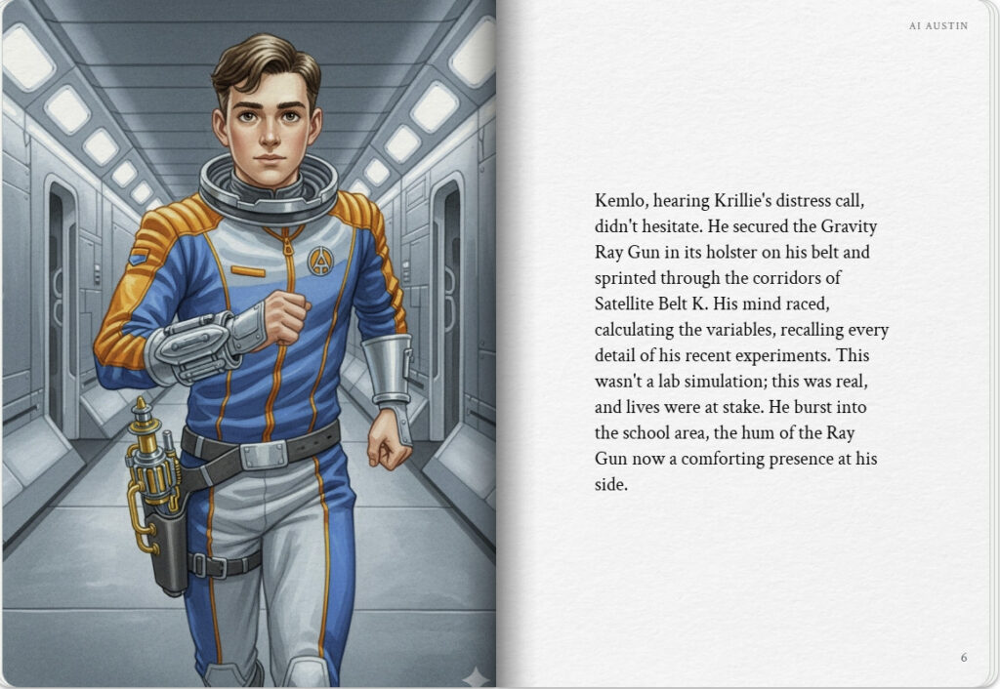 AI AUSTIN
Kemlo, hearing Krillie's distress call,
didn't hesitate. He secured the Gravity
Ray Gun in its holster on his belt and
sprinted through the corridors of
Satellite Belt K. His mind raced,
calculating the variables, recalling every
detail of his recent experiments. This
wasn't a lab simulation; this was real,
and lives were at stake. He burst into
the school area, the hum of the Ray
Gun now a comforting presence at his
side.
6